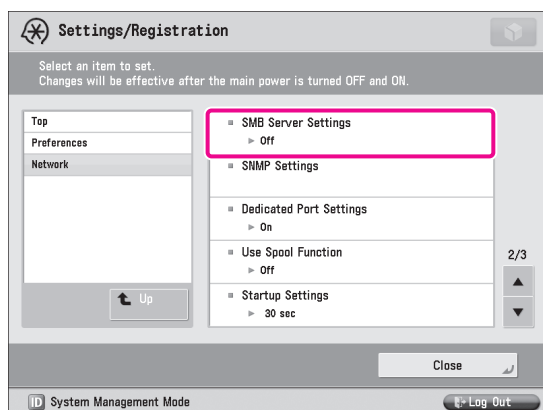 Settings/Registration
Select an item to set.
Changes will be effective after the main power is turned OFF and ON.
Top
Preferences
Network
Up
SMB Server Settings
Off
SNMP Settings
Dedicated Port Settings
On
Use Spool Function
Off
Startup Settings
30 sec
2/3
Close
ID System Management Mode
Log Out